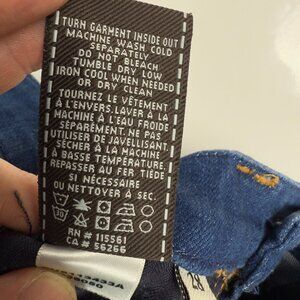 TURN GARMENT INSIDE OUT
MACHINE WASH COLD
SEPARATELY
DO NOT BLEACH
TUMBLE DRY LOW
IRON COOL WHEN NEEDED
OR DRY CLEAN
TOURNEZ LE VÊTEMENT
À L'ENVERS. LAVER À LA
MACHINE À L'EAU FROIDE
SÉPARÉMENT. NE PAS
UTILISER DE JAVELLISANT.
SÉCHER À LA MACHINE
À BASSE TEMPÉRATURE.
REPASSER AU FER TIÈDE
SI NÉCESSAIRE
OU NETTOYER À SEC.
30
RN # 115561
CA # 56266
28